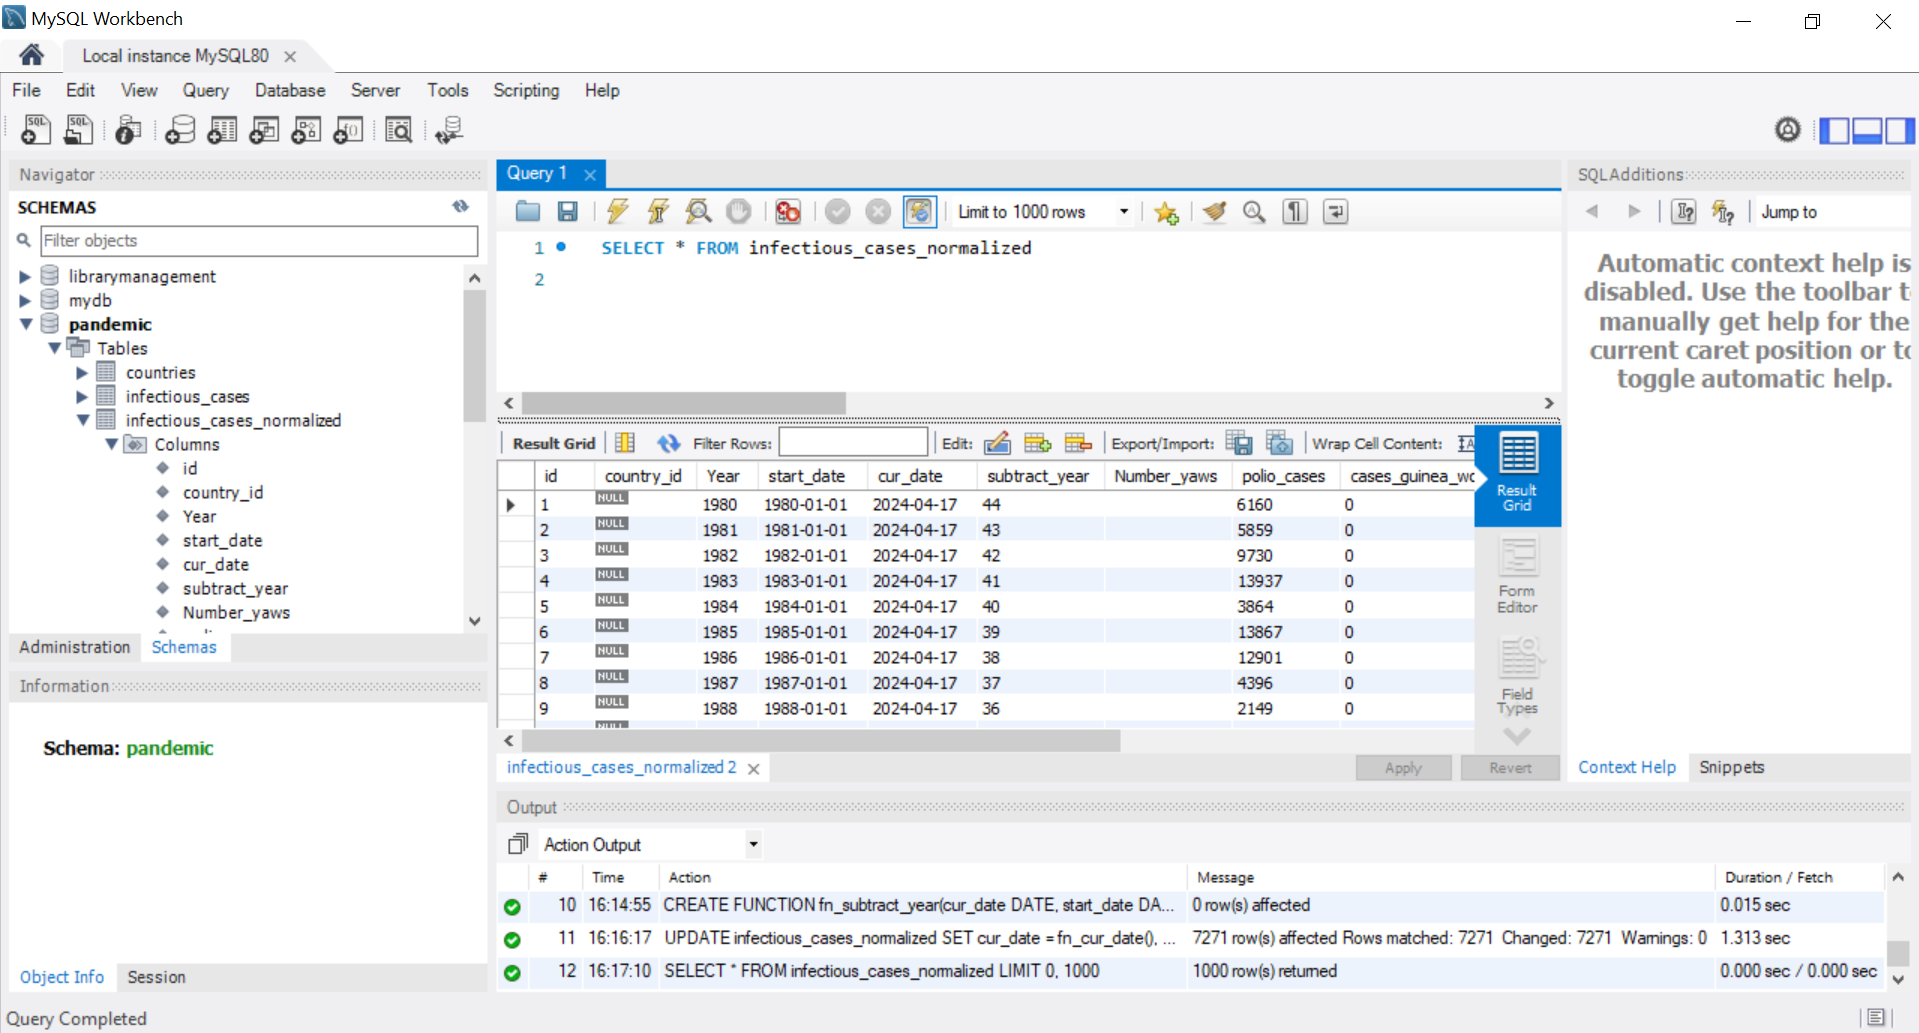 MySQL Workbench
Local instance MySQL80
File Edit View Query Database Server Tools Scripting Help
Navigator
SCHEMAS
Filter objects
librarymanagement
mydb
pandemic
Tables
countries
infectious_cases
infectious_cases_normalized
Columns
id
country_id
Year
start_date
cur_date
subtract_year
Number_yaws
Administration Schemas
Information
Schema: pandemic
Object Info Session
Query Completed
Query 1
Limit to 1000 rows
1 SELECT * FROM infectious_cases_normalized
2
Result Grid Filter Rows: Edit: Export/Import: Wrap Cell Content:
id country_id Year start_date cur_date subtract_year Number_yaws polio_cases cases_guinea_wo
1 NULL 1980 1980-01-01 2024-04-17 44 6160 0
2 NULL 1981 1981-01-01 2024-04-17 43 5859 0
3 NULL 1982 1982-01-01 2024-04-17 42 9730 0
4 NULL 1983 1983-01-01 2024-04-17 41 13937 0
5 NULL 1984 1984-01-01 2024-04-17 40 3864 0
6 NULL 1985 1985-01-01 2024-04-17 39 13867 0
7 NULL 1986 1986-01-01 2024-04-17 38 12901 0
8 NULL 1987 1987-01-01 2024-04-17 37 4396 0
9 NULL 1988 1988-01-01 2024-04-17 36 2149 0
NULL
Result
Grid
Form
Editor
Field
Types
infectious_cases_normalized 2
Apply Revert
SQLAdditions
Jump to
Automatic context help is
disabled. Use the toolbar t
manually get help for the
current caret position or to
toggle automatic help.
Context Help Snippets
Output
Action Output
# Time Action Message Duration / Fetch
10 16:14:55 CREATE FUNCTION fn_subtract_year(cur_date DATE, start_date DA... 0 row(s) affected 0.015 sec
11 16:16:17 UPDATE infectious_cases_normalized SET cur_date = fn_cur_date(), ... 7271 row(s) affected Rows matched: 7271 Changed: 7271 Warnings: 0 1.313 sec
12 16:17:10 SELECT * FROM infectious_cases_normalized LIMIT 0, 1000 1000 row(s) returned 0.000 sec / 0.000 sec